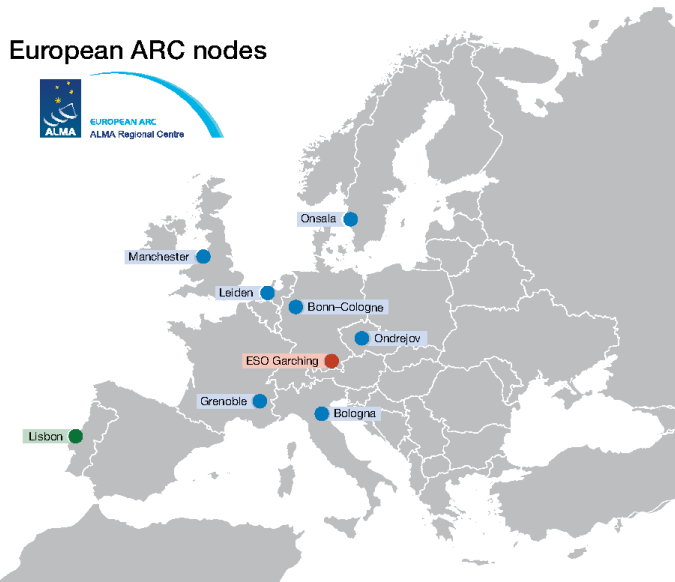 European ARC nodes
ALMA
EUROPEAN ARC
ALMA Regional Centre
Onsala
Manchester
Leiden
Bonn–Cologne
Ondrejov
ESO Garching
Grenoble
Bologna
Lisbon